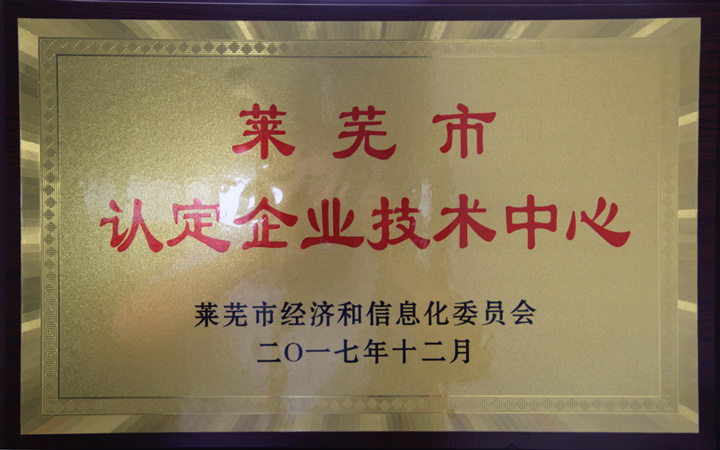 莱芜市
认定企业技术中心
莱芜市经济和信息化委员会
二〇一七年十二月